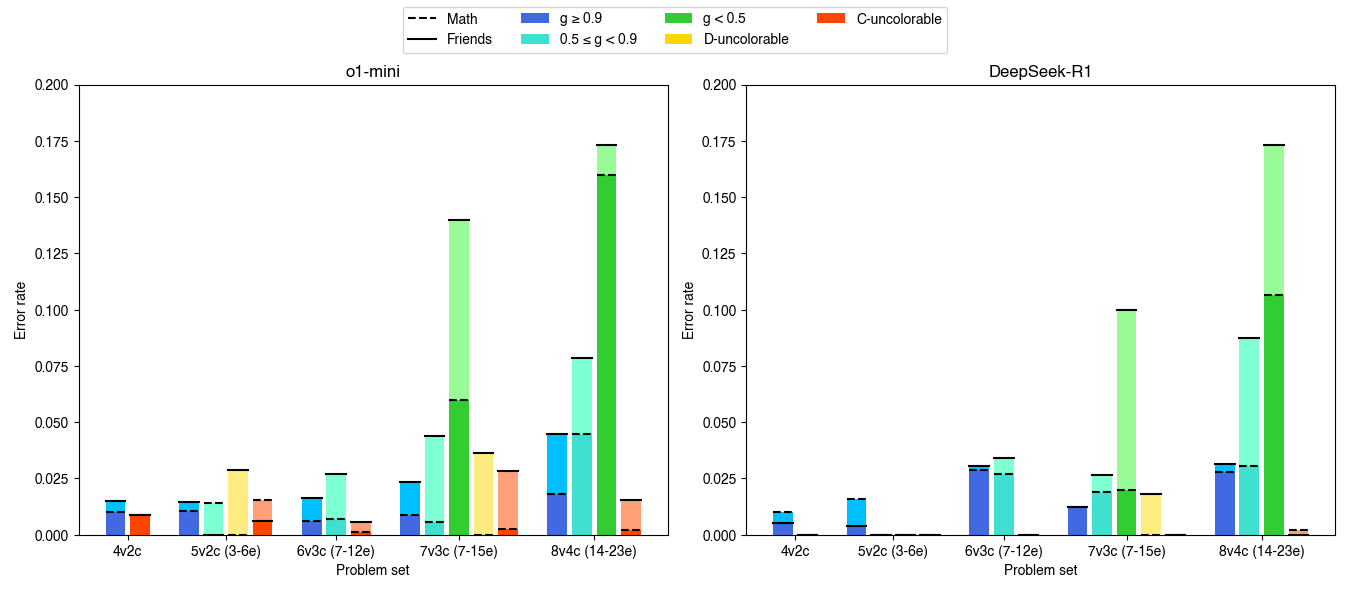 Math
Friends
g ≥ 0.9
0.5 ≤ g < 0.9
g < 0.5
D-uncolorable
C-uncolorable
o1-mini
Error rate
0.200
0.175
0.150
0.125
0.100
0.075
0.050
0.025
0.000
4v2c
5v2c (3-6e)
6v3c (7-12e)
7v3c (7-15e)
8v4c (14-23e)
Problem set
DeepSeek-R1
Error rate
0.200
0.175
0.150
0.125
0.100
0.075
0.050
0.025
0.000
4v2c
5v2c (3-6e)
6v3c (7-12e)
7v3c (7-15e)
8v4c (14-23e)
Problem set